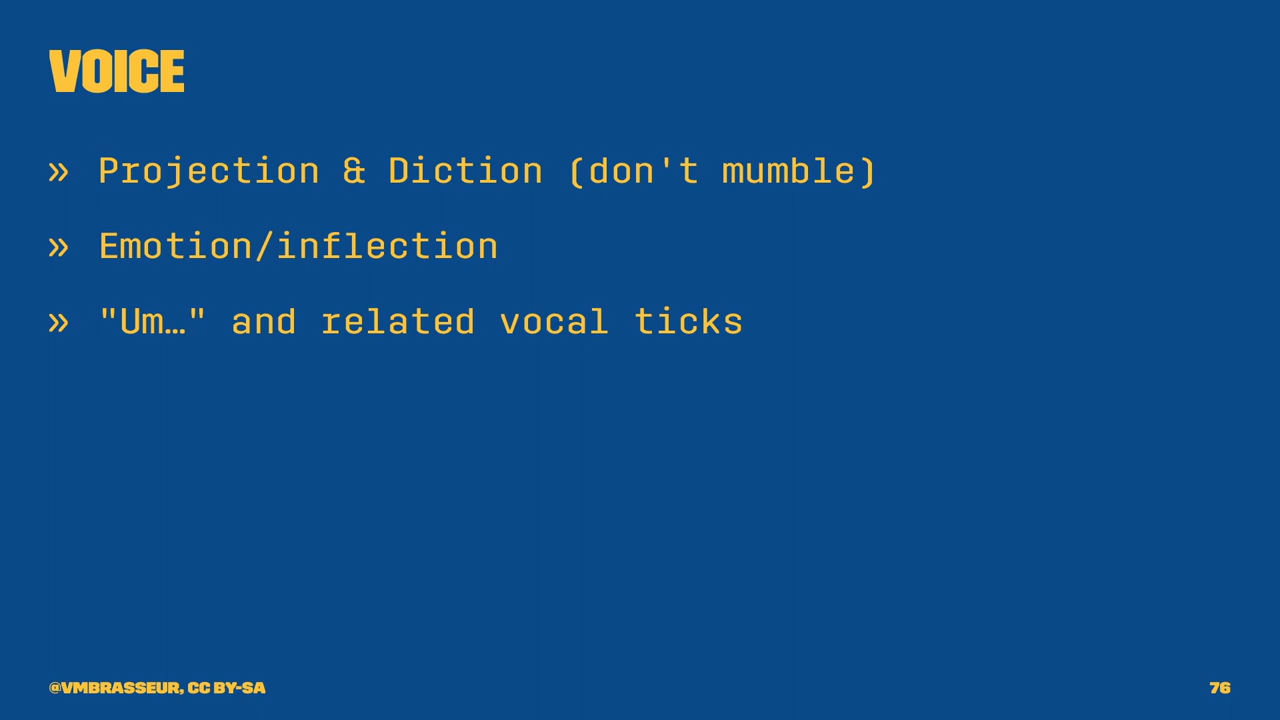 VOICE
» Projection & Diction (don't mumble)
» Emotion/inflection
» "Um…" and related vocal ticks
@VMBRASSEUR, CC BY-SA
76